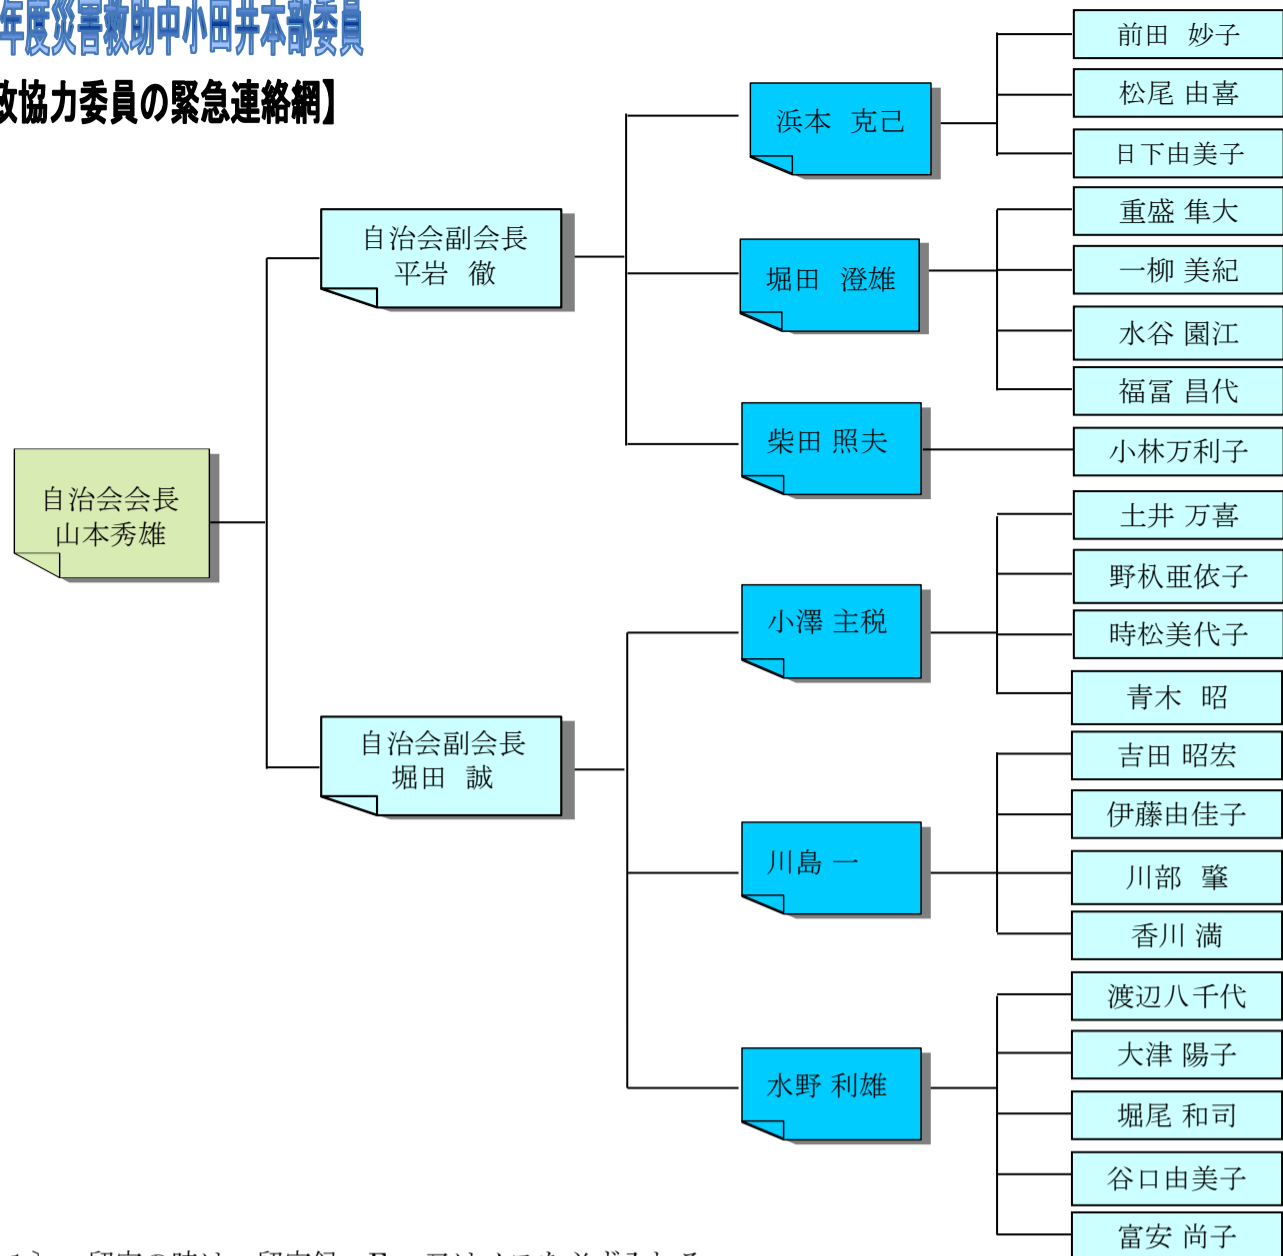 年度災害救助中小田井本部委員
政協力委員の緊急連絡網】
自治会会長
山本秀雄
自治会副会長
平岩 徹
浜本 克己
前田 妙子
松尾 由喜
日下由美子
堀田 澄雄
重盛 隼大
一柳 美紀
水谷 園江
福冨 昌代
柴田 照夫
小林万利子
自治会副会長
堀田 誠
小澤 主税
土井 万喜
野杁亜依子
時松美代子
青木 昭
川島 一
吉田 昭宏
伊藤由佳子
川部 肇
香川 満
水野 利雄
渡辺八千代
大津 陽子
堀尾 和司
谷口由美子
富安 尚子